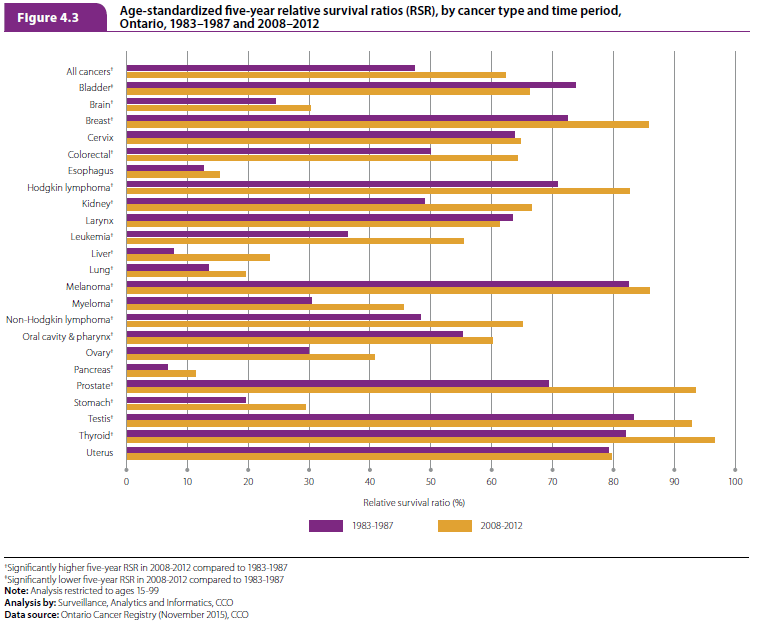 Figure 4.3
Age-standardized five-year relative survival ratios (RSR), by cancer type and time period,
Ontario, 1983–1987 and 2008–2012
All cancers†
Bladder‡
Brain†
Breast†
Cervix
Colorectal†
Esophagus
Hodgkin lymphoma†
Kidney†
Larynx
Leukemia†
Liver†
Lung†
Melanoma†
Myeloma†
Non-Hodgkin lymphoma†
Oral cavity & pharynx†
Ovary†
Pancreas†
Prostate†
Stomach†
Testis†
Thyroid†
Uterus
0 10 20 30 40 50 60 70 80 90 100
Relative survival ratio (%)
1983-1987 2008-2012
†Significantly higher five-year RSR in 2008-2012 compared to 1983-1987
‡Significantly lower five-year RSR in 2008-2012 compared to 1983-1987
Note: Analysis restricted to ages 15-99
Analysis by: Surveillance, Analytics and Informatics, CCO
Data source: Ontario Cancer Registry (November 2015), CCO